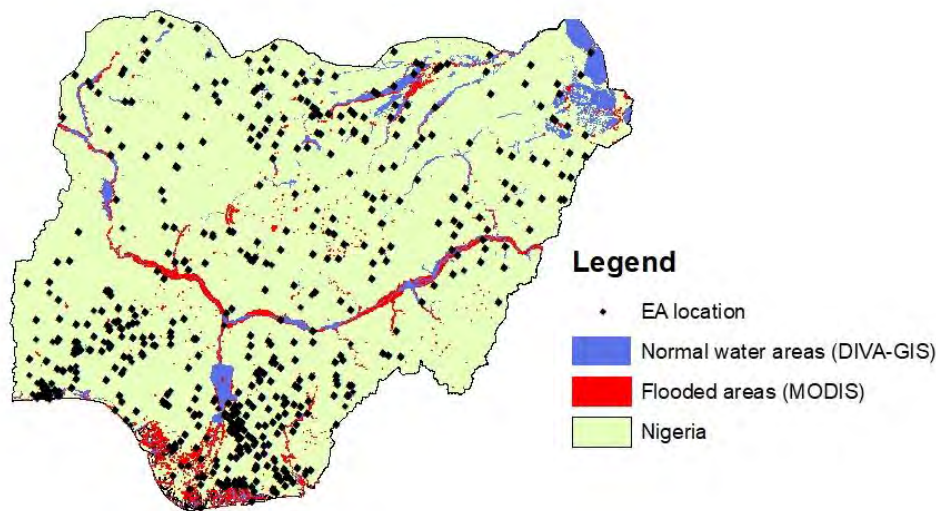 Legend
EA location
Normal water areas (DIVA-GIS)
Flooded areas (MODIS)
Nigeria